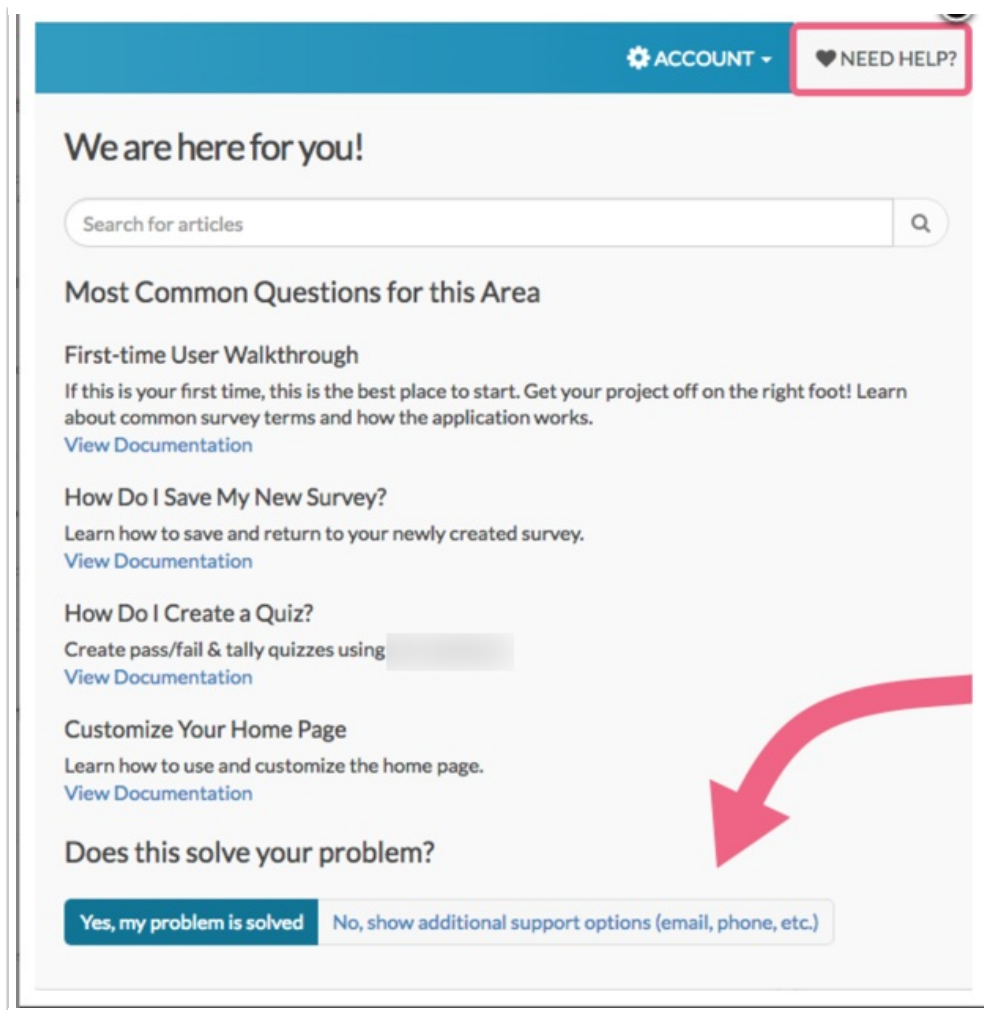 ACCOUNT
NEED HELP?
We are here for you!
Search for articles
Most Common Questions for this Area
First-time User Walkthrough
If this is your first time, this is the best place to start. Get your project off on the right foot! Learn
about common survey terms and how the application works.
View Documentation
How Do I Save My New Survey?
Learn how to save and return to your newly created survey.
View Documentation
How Do I Create a Quiz?
Create pass/fail & tally quizzes using
View Documentation
Customize Your Home Page
Learn how to use and customize the home page.
View Documentation
Does this solve your problem?
Yes, my problem is solved
No, show additional support options (email, phone, etc.)